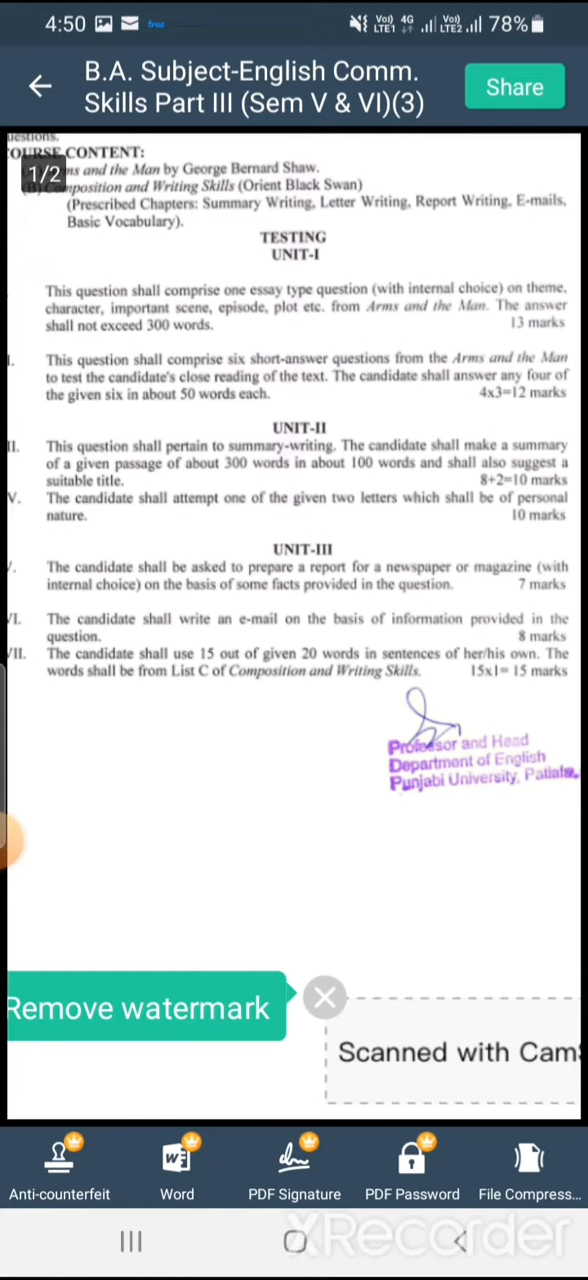 4:50 free Vo)) LTE1 4G Vo)) LTE2 78%
B.A. Subject-English Comm.
Skills Part III (Sem V & VI)(3)
Share
uestions.
OURSE CONTENT:
1/2
ns and the Man by George Bernard Shaw.
(B) Composition and Writing Skills (Orient Black Swan)
(Prescribed Chapters: Summary Writing, Letter Writing, Report Writing, E-mails,
Basic Vocabulary).
TESTING
UNIT-I
This question shall comprise one essay type question (with internal choice) on theme,
character, important scene, episode, plot etc. from Arms and the Man. The answer
shall not exceed 300 words. 13 marks
I. This question shall comprise six short-answer questions from the Arms and the Man
to test the candidate's close reading of the text. The candidate shall answer any four of
the given six in about 50 words each. 4x3=12 marks
UNIT-II
II. This question shall pertain to summary-writing. The candidate shall make a summary
of a given passage of about 300 words in about 100 words and shall also suggest a
suitable title. 8+2=10 marks
V. The candidate shall attempt one of the given two letters which shall be of personal
nature. 10 marks
UNIT-III
V. The candidate shall be asked to prepare a report for a newspaper or magazine (with
internal choice) on the basis of some facts provided in the question. 7 marks
VI. The candidate shall write an e-mail on the basis of information provided in the
question. 8 marks
VII. The candidate shall use 15 out of given 20 words in sentences of her/his own. The
words shall be from List C of Composition and Writing Skills. 15x1= 15 marks
Professor and Head
Department of English
Punjabi University, Patiala.
Remove watermark
Scanned with CamS
Anti-counterfeit Word PDF Signature PDF Password File Compress...
XRecorder